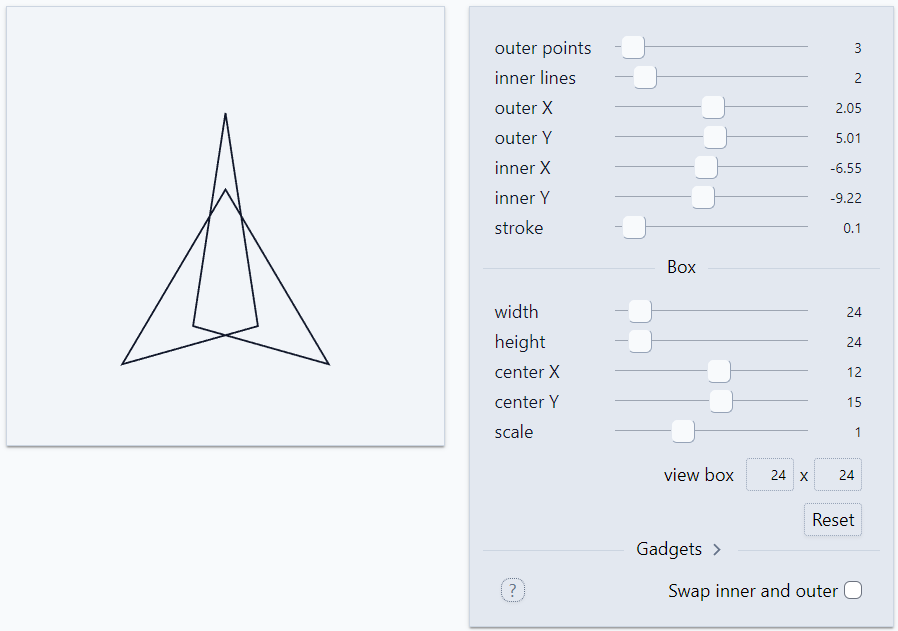 outer points 3
inner lines 2
outer X 2.05
outer Y 5.01
inner X -6.55
inner Y -9.22
stroke 0.1
Box
width 24
height 24
center X 12
center Y 15
scale 1
view box 24 x 24
Reset
Gadgets
? Swap inner and outer